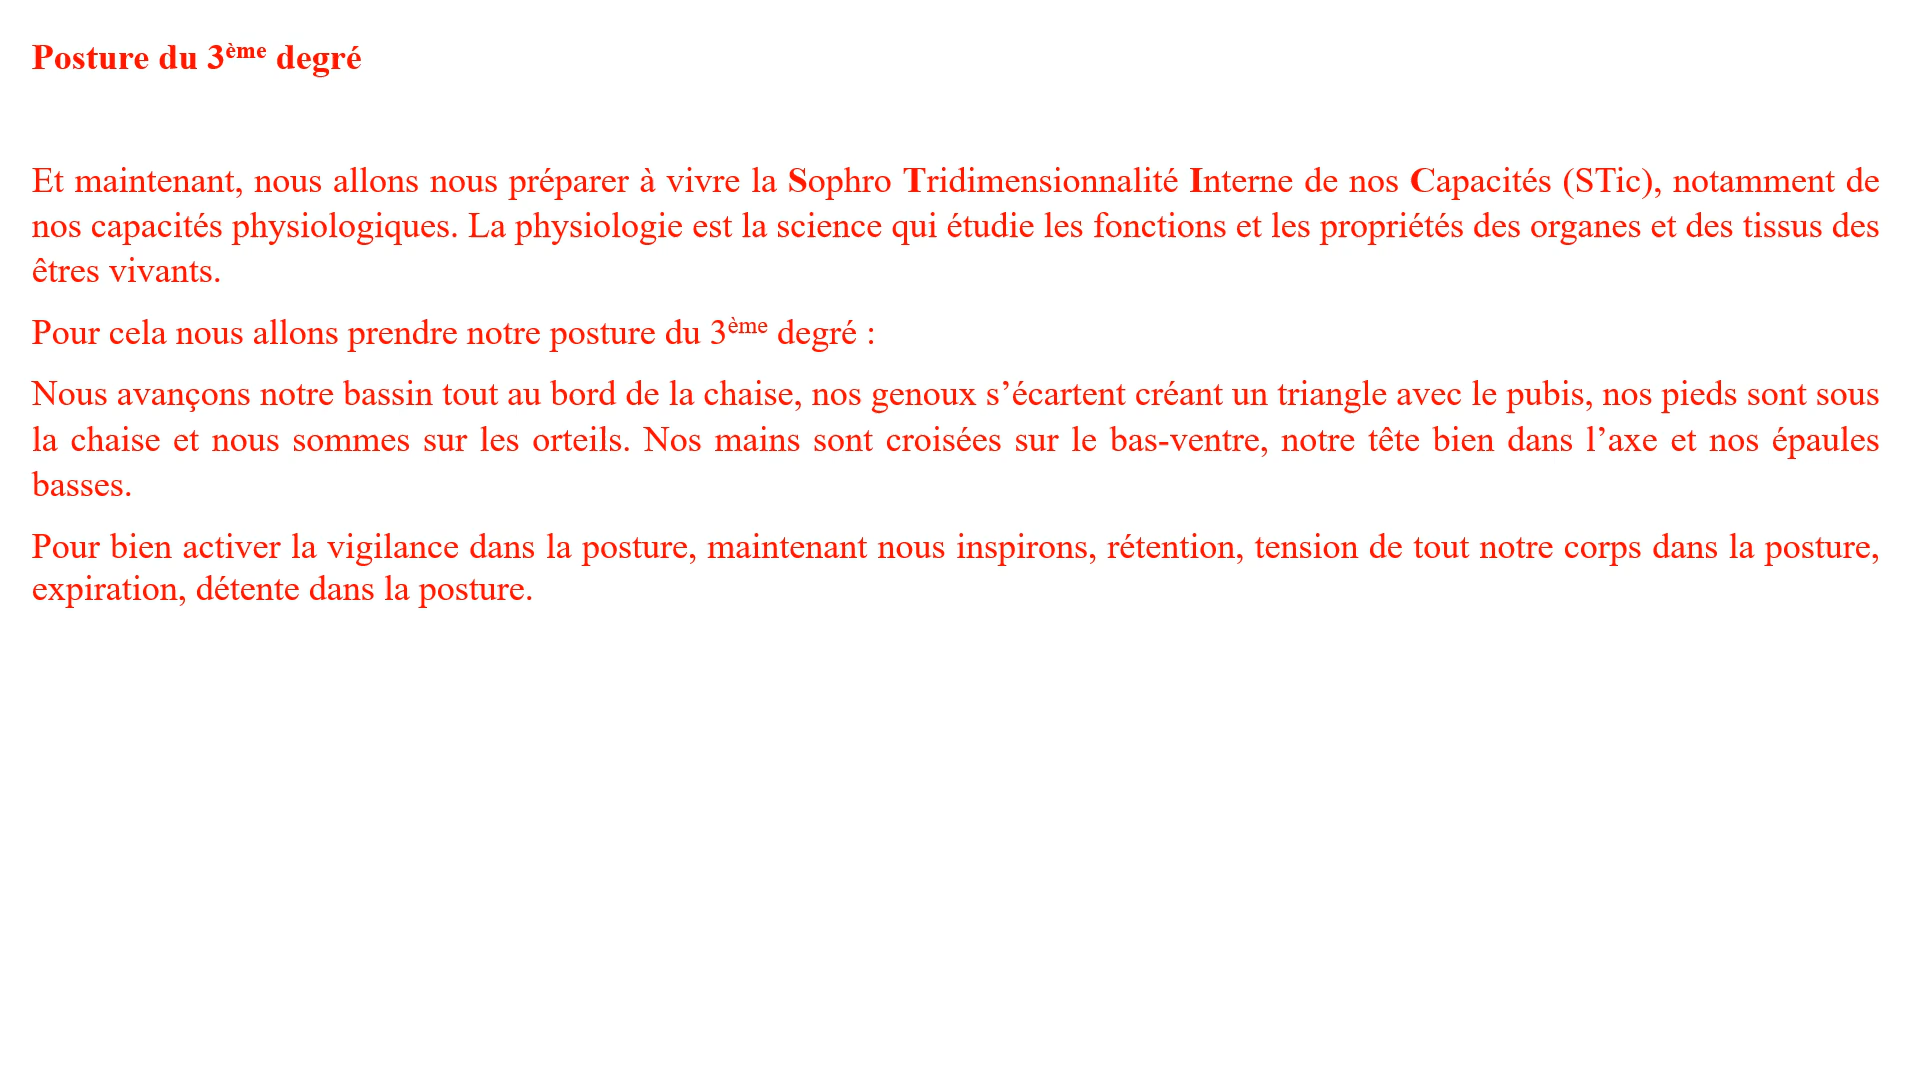 Posture du 3ème degré
Et maintenant, nous allons nous préparer à vivre la Sophro Tridimensionnalité Interne de nos Capacités (STic), notamment de
nos capacités physiologiques. La physiologie est la science qui étudie les fonctions et les propriétés des organes et des tissus des
êtres vivants.
Pour cela nous allons prendre notre posture du 3ème degré :
Nous avançons notre bassin tout au bord de la chaise, nos genoux s’écartent créant un triangle avec le pubis, nos pieds sont sous
la chaise et nous sommes sur les orteils. Nos mains sont croisées sur le bas-ventre, notre tête bien dans l’axe et nos épaules
basses.
Pour bien activer la vigilance dans la posture, maintenant nous inspirons, rétention, tension de tout notre corps dans la posture,
expiration, détente dans la posture.